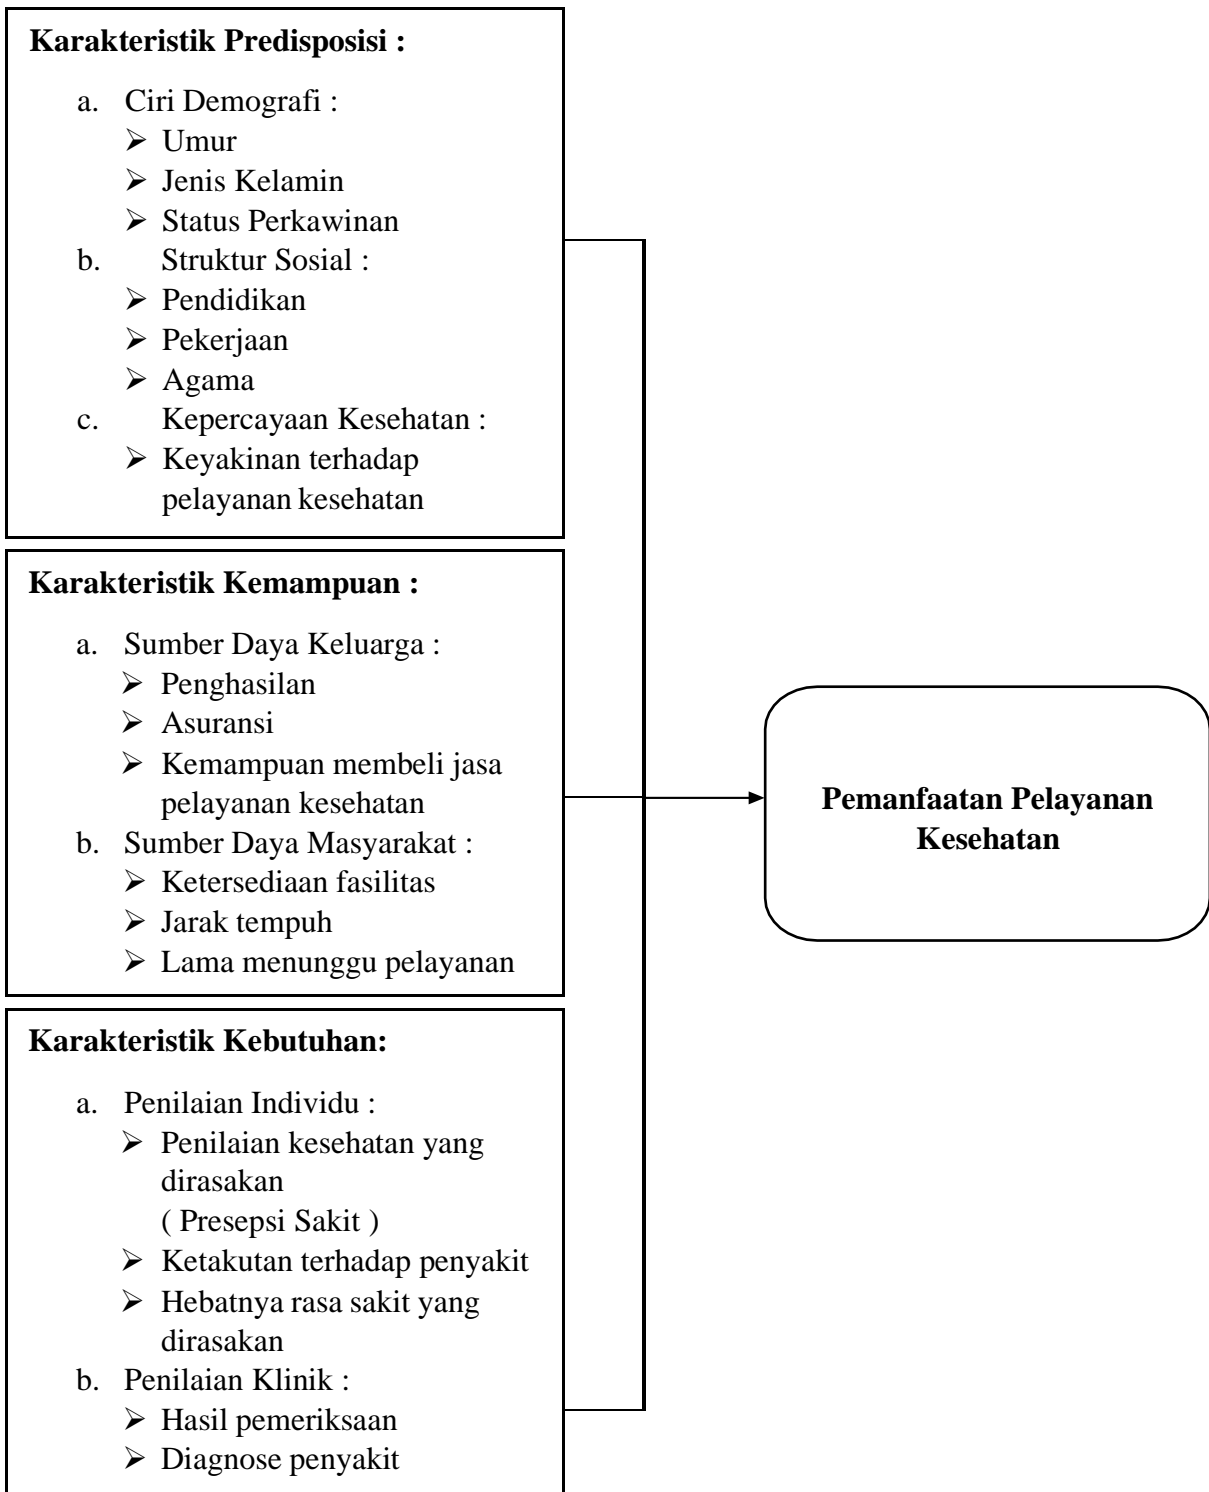 Karakteristik Predisposisi :
a. Ciri Demografi :
➢ Umur
➢ Jenis Kelamin
➢ Status Perkawinan
b. Struktur Sosial :
➢ Pendidikan
➢ Pekerjaan
➢ Agama
c. Kepercayaan Kesehatan :
➢ Keyakinan terhadap
pelayanan kesehatan
Karakteristik Kemampuan :
a. Sumber Daya Keluarga :
➢ Penghasilan
➢ Asuransi
➢ Kemampuan membeli jasa
pelayanan kesehatan
b. Sumber Daya Masyarakat :
➢ Ketersediaan fasilitas
➢ Jarak tempuh
➢ Lama menunggu pelayanan
Karakteristik Kebutuhan:
a. Penilaian Individu :
➢ Penilaian kesehatan yang
dirasakan
( Presepsi Sakit )
➢ Ketakutan terhadap penyakit
➢ Hebatnya rasa sakit yang
dirasakan
b. Penilaian Klinik :
➢ Hasil pemeriksaan
➢ Diagnose penyakit
Pemanfaatan Pelayanan
Kesehatan